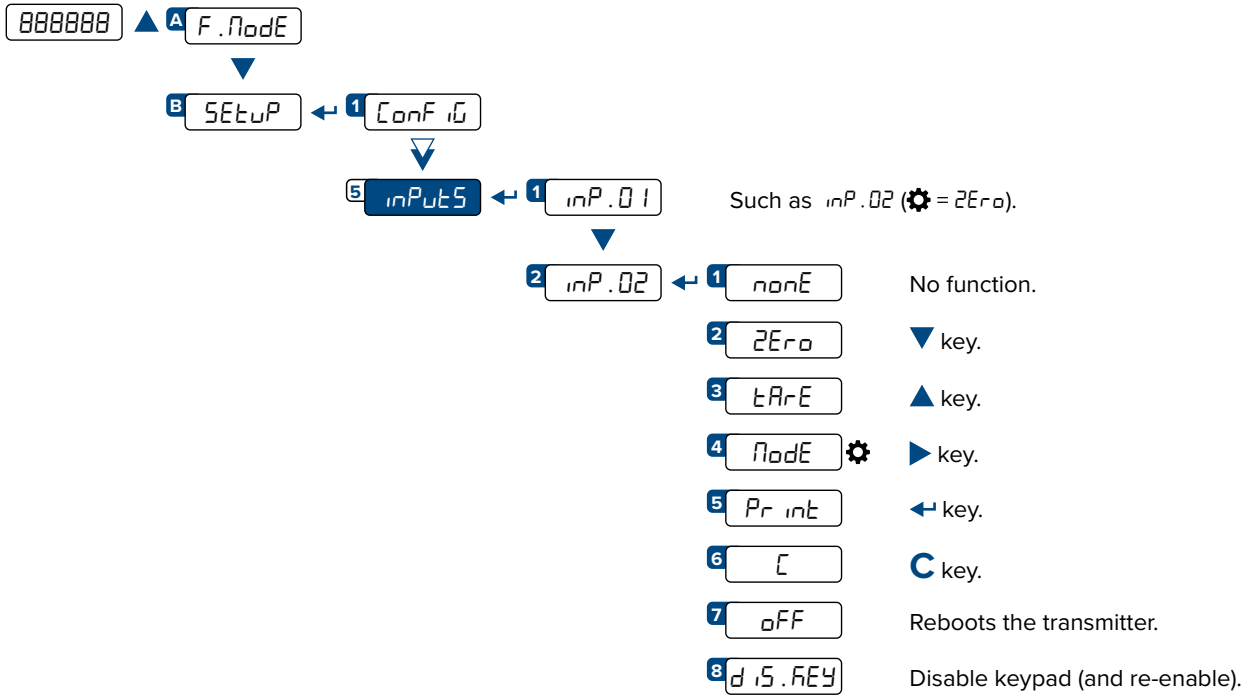 888888 A F.ModE
B SEtuP 1 ConFiG
5 inPutS 1 inP.01 Such as inP.02 (⚙ = ZEro).
2 inP.02 1 nonE No function.
2 ZEro ▼ key.
3 tArE ▲ key.
4 ModE ⚙ ▶ key.
5 Print ↵ key.
6 C C key.
7 oFF Reboots the transmitter.
8 diS.KEY Disable keypad (and re-enable).